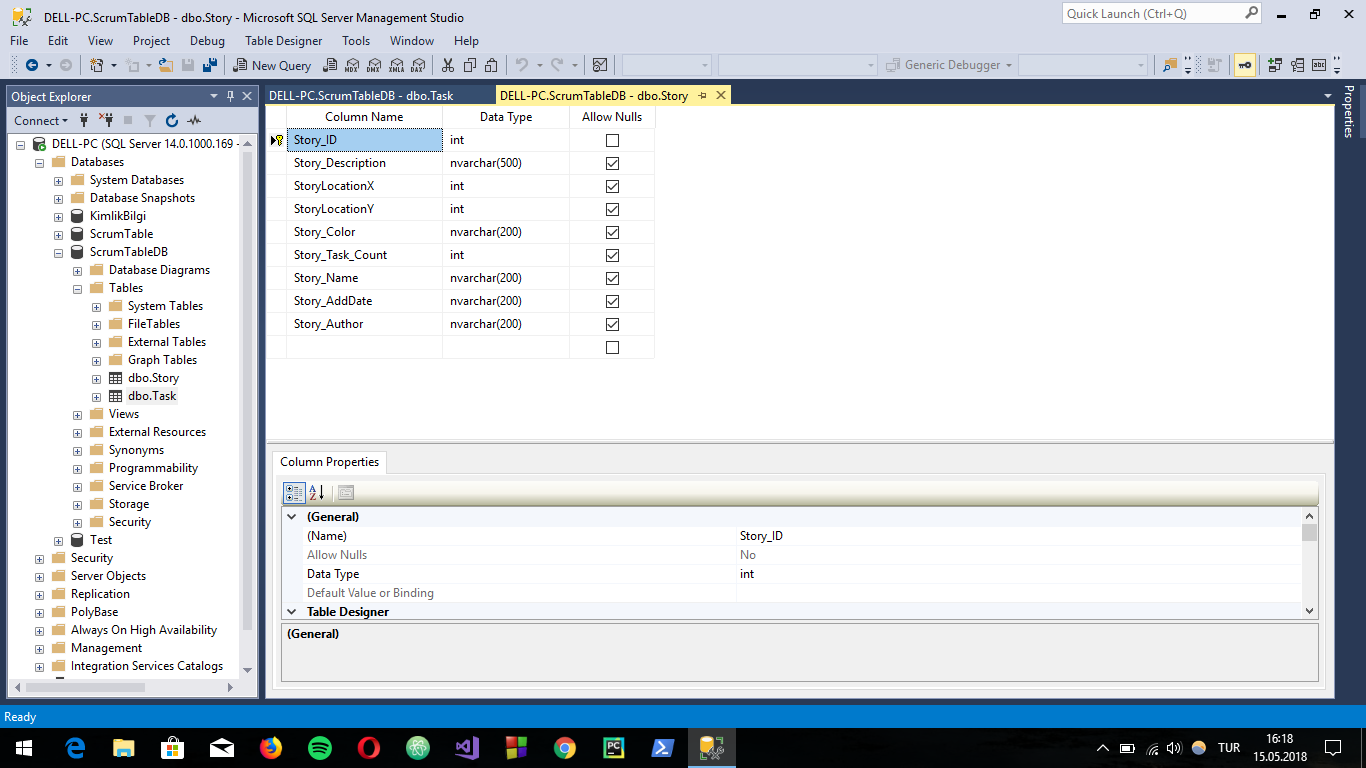 DELL-PC.ScrumTableDB - dbo.Story - Microsoft SQL Server Management Studio
Quick Launch (Ctrl+Q)
File Edit View Project Debug Table Designer Tools Window Help
New Query MDX DMX XMLA DAX Generic Debugger
Object Explorer
DELL-PC.ScrumTableDB - dbo.Task
DELL-PC.ScrumTableDB - dbo.Story
Properties
Connect
DELL-PC (SQL Server 14.0.1000.169 -
Databases
System Databases
Database Snapshots
KimlikBilgi
ScrumTable
ScrumTableDB
Database Diagrams
Tables
System Tables
FileTables
External Tables
Graph Tables
dbo.Story
dbo.Task
Views
External Resources
Synonyms
Programmability
Service Broker
Storage
Security
Test
Security
Server Objects
Replication
PolyBase
Always On High Availability
Management
Integration Services Catalogs
Column Name Data Type Allow Nulls
Story_ID int
Story_Description nvarchar(500)
StoryLocationX int
StoryLocationY int
Story_Color nvarchar(200)
Story_Task_Count int
Story_Name nvarchar(200)
Story_AddDate nvarchar(200)
Story_Author nvarchar(200)
Column Properties
(General)
(Name) Story_ID
Allow Nulls No
Data Type int
Default Value or Binding
Table Designer
(General)
Ready
TUR
16:18
15.05.2018